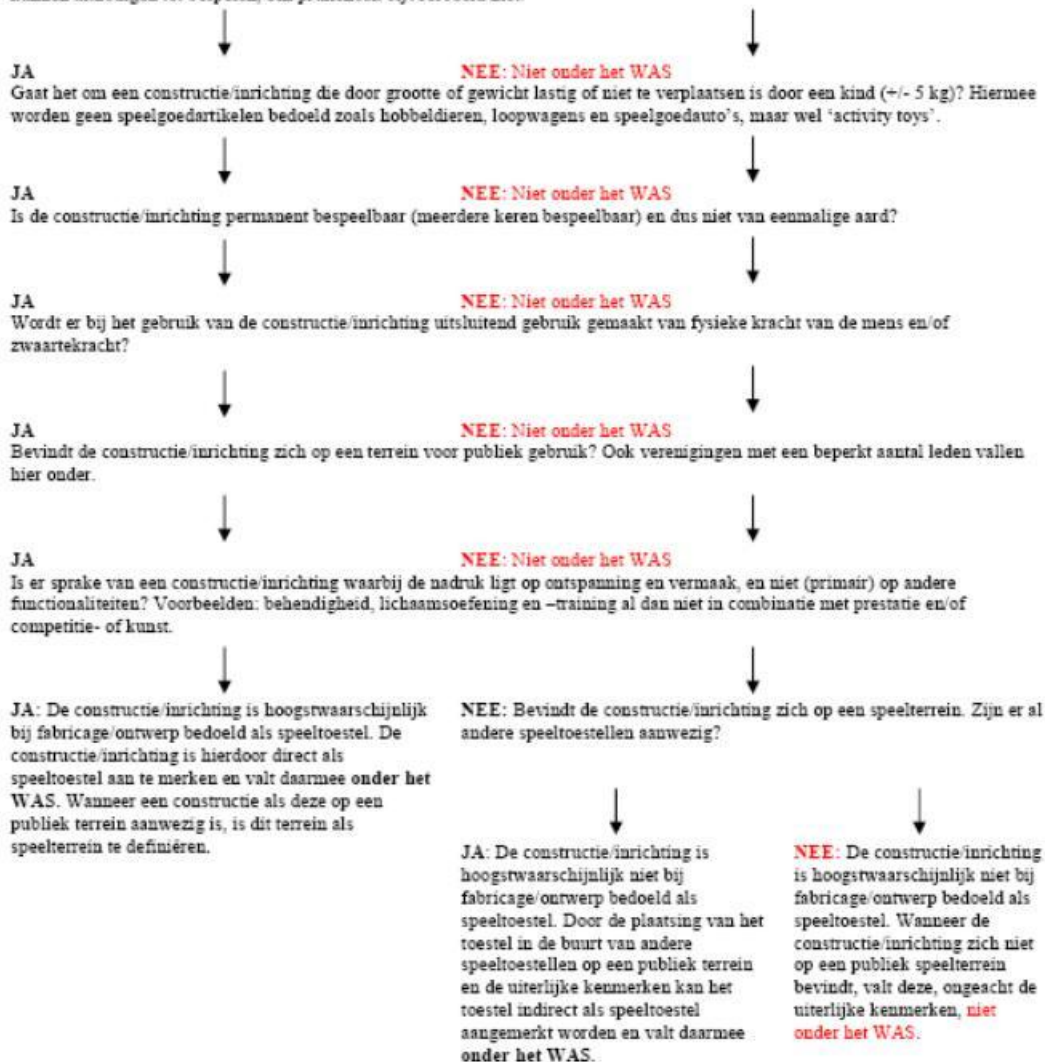 JA
NEE: Niet onder het WAS
Gaat het om een constructie/inrichting die door grootte of gewicht lastig of niet te verplaatsen is door een kind (+/- 5 kg)? Hiermee
worden geen speelgoedartikelen bedoeld zoals hobbeldieren, loopwagens en speelgoedauto's, maar wel 'activity toys'.
JA
NEE: Niet onder het WAS
Is de constructie/inrichting permanent bespeelbaar (meerdere keren bespeelbaar) en dus niet van eenmalige aard?
JA
NEE: Niet onder het WAS
Wordt er bij het gebruik van de constructie/inrichting uitsluitend gebruik gemaakt van fysieke kracht van de mens en/of
zwaartekracht?
JA
NEE: Niet onder het WAS
Bevindt de constructie/inrichting zich op een terrein voor publiek gebruik? Ook verenigingen met een beperkt aantal leden vallen
hier onder.
JA
NEE: Niet onder het WAS
Is er sprake van een constructie/inrichting waarbij de nadruk ligt op ontspanning en vermaak, en niet (primair) op andere
functionaliteiten? Voorbeelden: behendigheid, lichaamsoefening en –training al dan niet in combinatie met prestatie en/of
competitie- of kunst.
JA: De constructie/inrichting is hoogstwaarschijnlijk
bij fabricage/ontwerp bedoeld als speeltoestel. De
constructie/inrichting is hierdoor direct als
speeltoestel aan te merken en valt daarmee onder het
WAS. Wanneer een constructie als deze op een
publiek terrein aanwezig is, is dit terrein als
speelterrein te definiëren.
NEE: Bevindt de constructie/inrichting zich op een speelterrein. Zijn er al
andere speeltoestellen aanwezig?
JA: De constructie/inrichting is
hoogstwaarschijnlijk niet bij
fabricage/ontwerp bedoeld als
speeltoestel. Door de plaatsing van het
toestel in de buurt van andere
speeltoestellen op een publiek terrein
en de uiterlijke kenmerken kan het
toestel indirect als speeltoestel
aangemerkt worden en valt daarmee
onder het WAS.
NEE: De constructie/inrichting
is hoogstwaarschijnlijk niet bij
fabricage/ontwerp bedoeld als
speeltoestel. Wanneer de
constructie/inrichting zich niet
op een publiek speelterrein
bevindt, valt deze, ongeacht de
uiterlijke kenmerken, niet
onder het WAS.